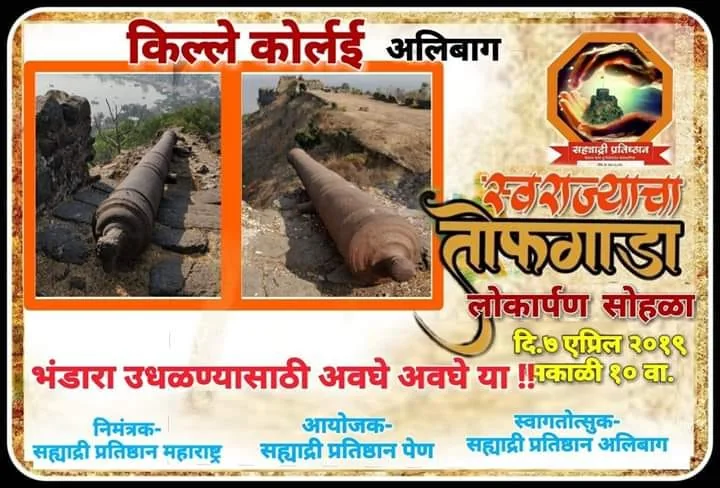 किल्ले कोर्लई अलिबाग
सह्याद्री प्रतिष्ठान
स्वराज्याचा
तोफगाडा
लोकार्पण सोहळा
दि.७ एप्रिल २०१९
सकाळी १० वा.
भंडारा उधळण्यासाठी अवघे अवघे या !!
निमंत्रक-
सह्याद्री प्रतिष्ठान महाराष्ट्र
आयोजक-
सह्याद्री प्रतिष्ठान पेण
स्वागतोत्सुक-
सह्याद्री प्रतिष्ठान अलिबाग